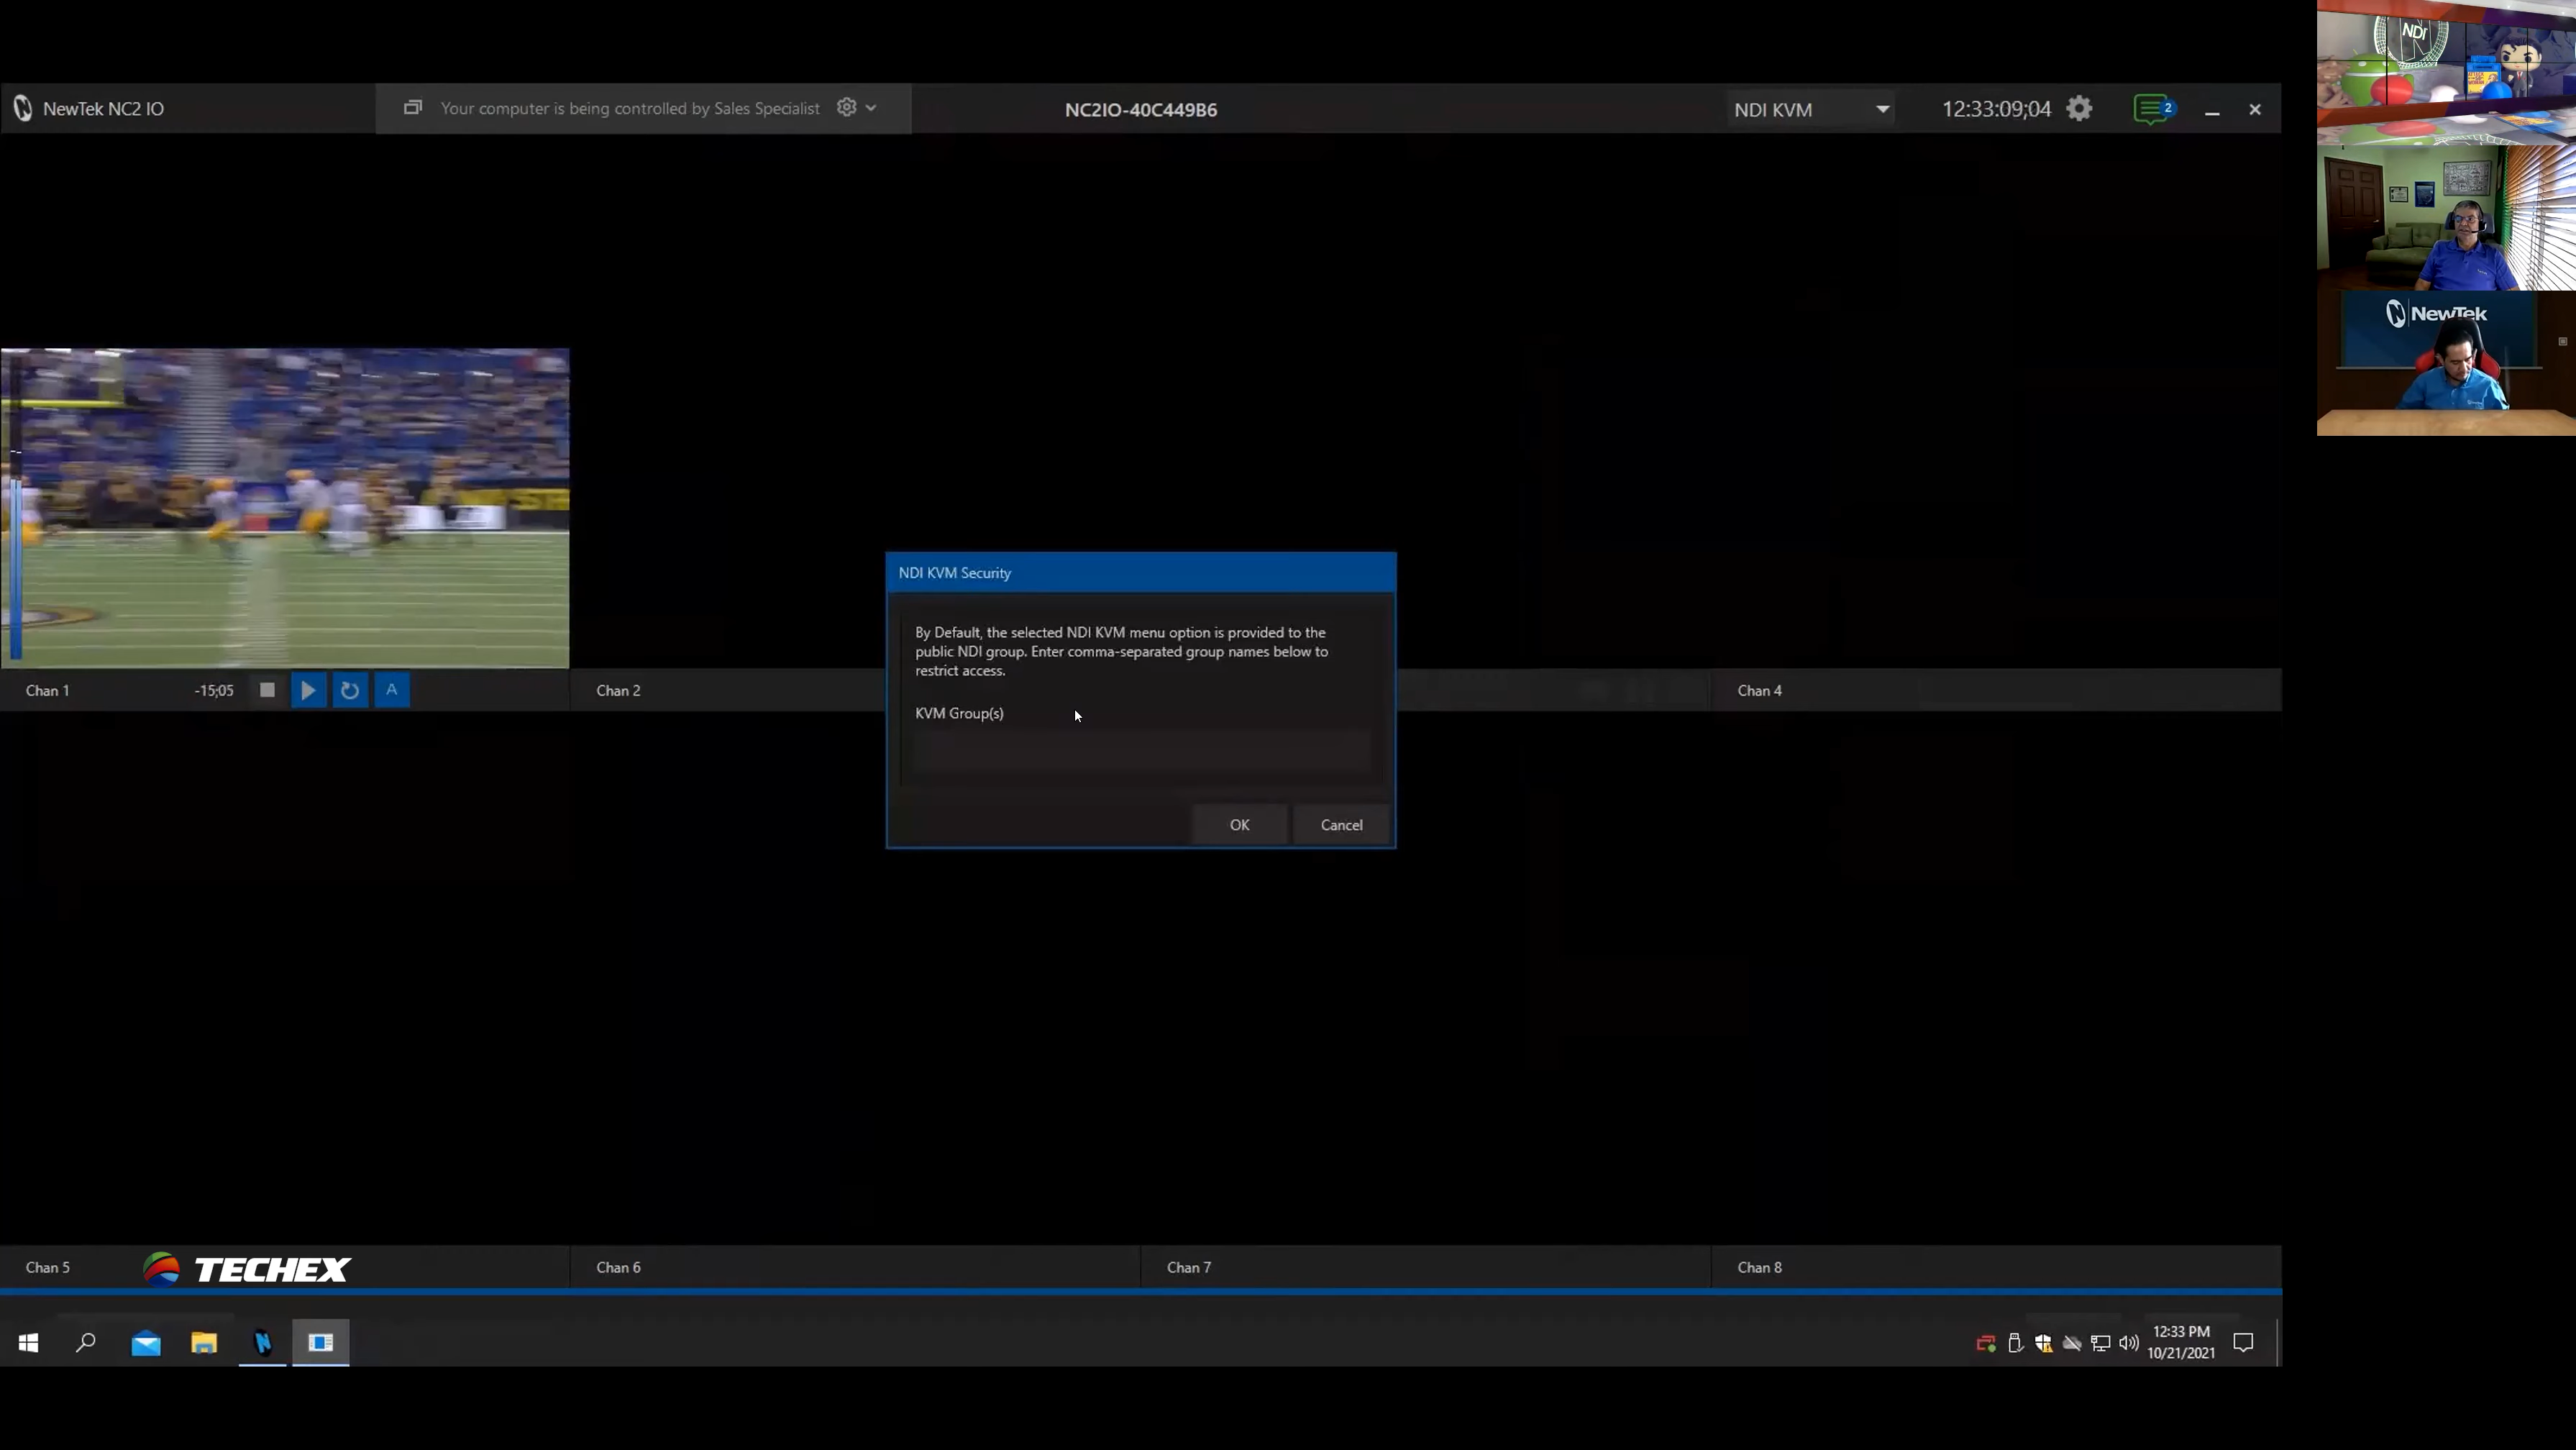 NewTek NC2 IO
Your computer is being controlled by Sales Specialist
NC2IO-40C449B6
NDI KVM
12:33:09;04
2
NDI
NewTek
NDI KVM Security
By Default, the selected NDI KVM menu option is provided to the
public NDI group. Enter comma-separated group names below to
restrict access.
KVM Group(s)
OK
Cancel
Chan 1
-15;05
A
Chan 2
Chan 4
Chan 5
TECHEX
Chan 6
Chan 7
Chan 8
12:33 PM
10/21/2021